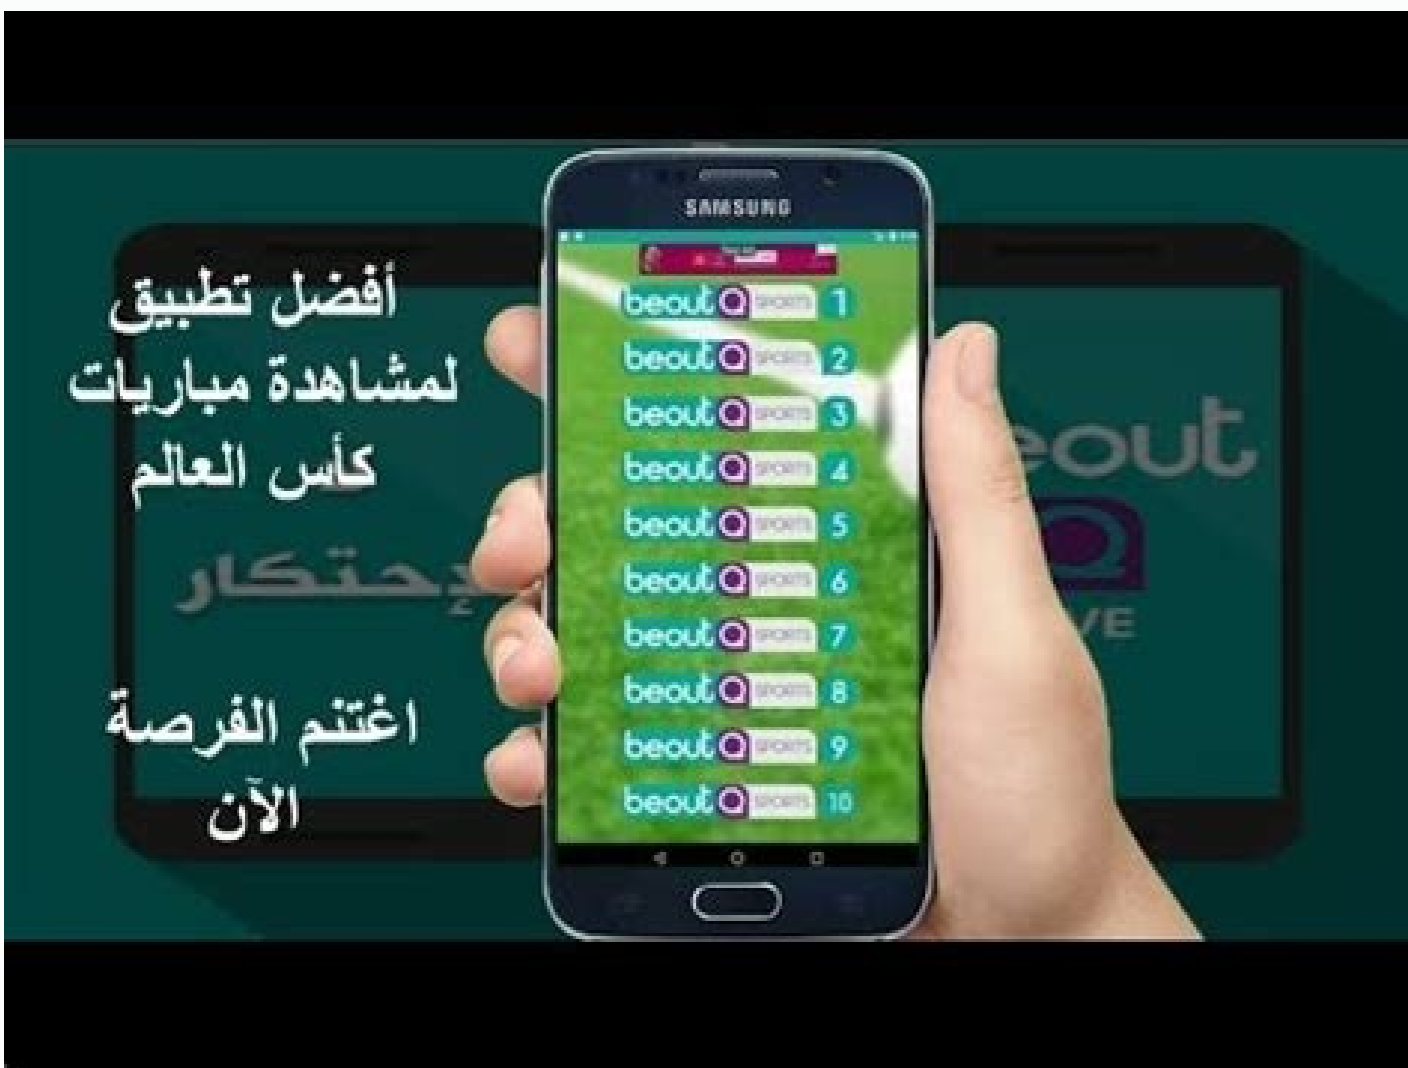 أفضل تطبيق
لمشاهدة مباريات
كأس العالم
إحتكار
اغتنم الفرصة
الآن
SAMSUNG
beoutQ SPORTS 1
beoutQ SPORTS 2
beoutQ SPORTS 3
beoutQ SPORTS 4
beoutQ SPORTS 5
beoutQ SPORTS 6
beoutQ SPORTS 7
beoutQ SPORTS 8
beoutQ SPORTS 9
beoutQ SPORTS 10
eout
Q
VE